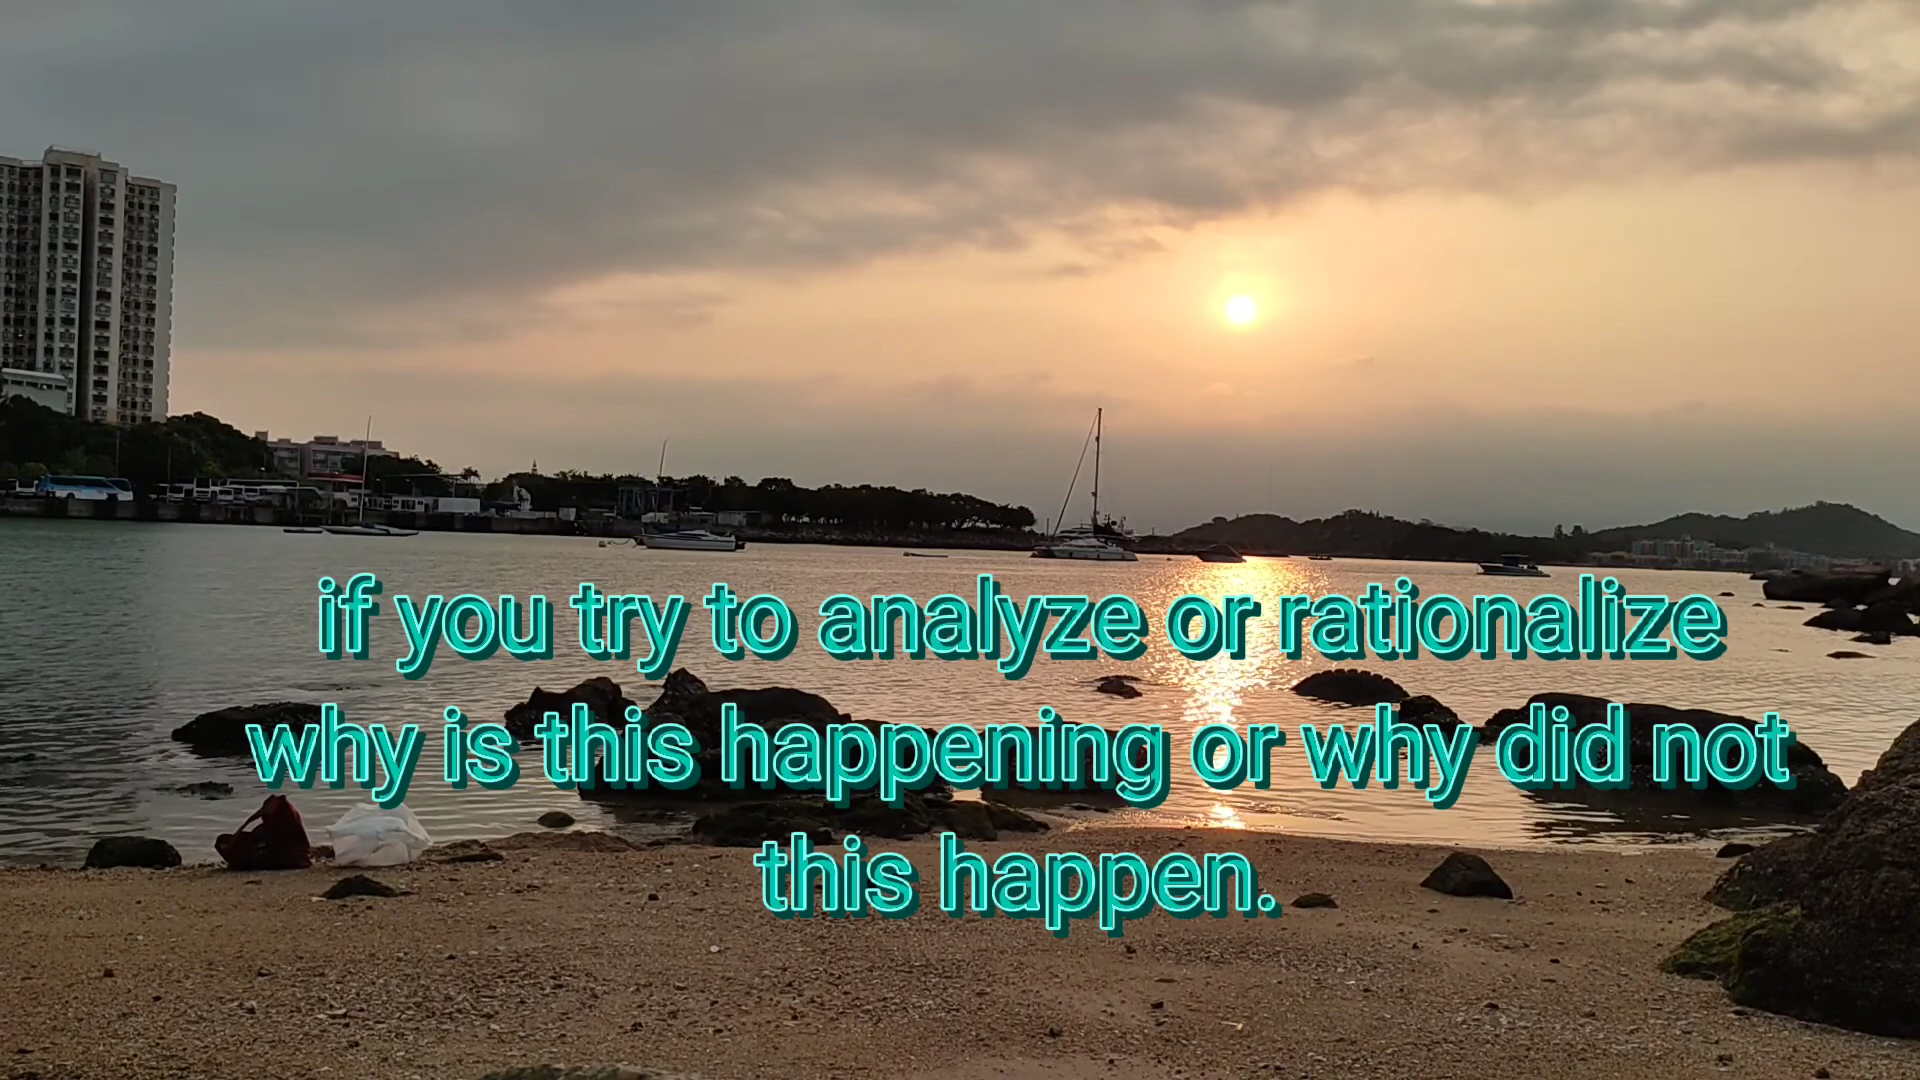 if you try to analyze or rationalize
why is this happening or why did not
this happen.